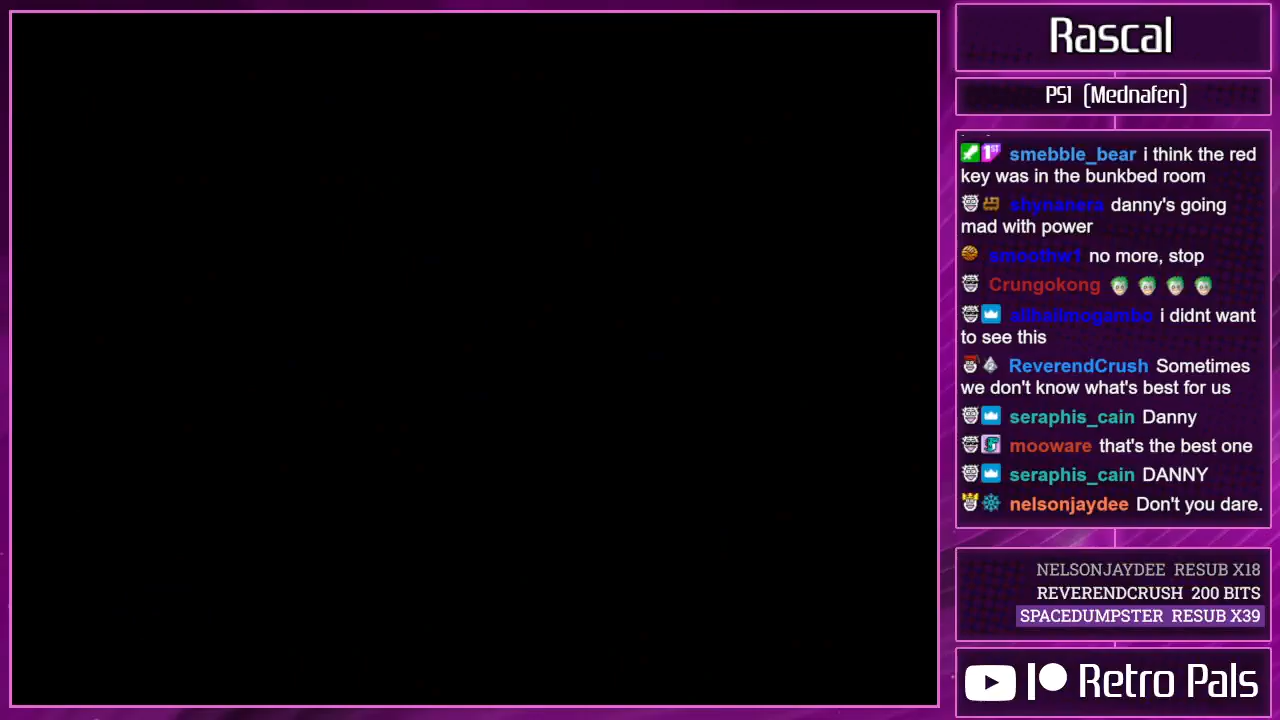 Rascal
PS1 (Mednafen)
smebble_bear i think the red
key was in the bunkbed room
shynanera danny's going
mad with power
smoothw1 no more, stop
Crungokong
allhailmogambo i didnt want
to see this
ReverendCrush Sometimes
we don't know what's best for us
seraphis_cain Danny
mooware that's the best one
seraphis_cain DANNY
nelsonjaydee Don't you dare.
NELSONJAYDEE RESUB X18
REVERENDCRUSH 200 BITS
SPACEDUMPSTER RESUB X39
Retro Pals